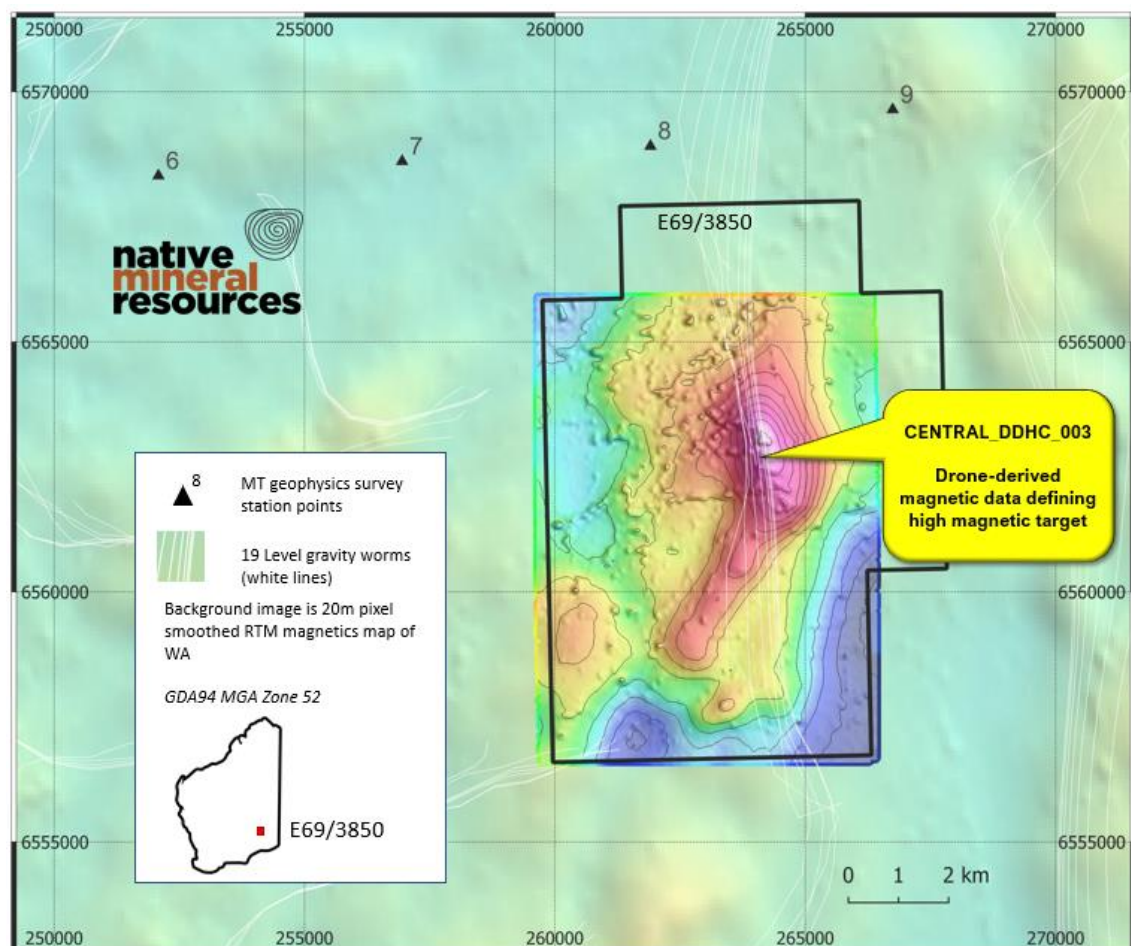 250000
255000
260000
265000
270000
6570000
6570000
9
8
7
6
E69/3850
native
mineral
resources
6565000
6565000
CENTRAL_DDHC_003
Drone-derived
magnetic data defining
high magnetic target
8
MT geophysics survey
station points
19 Level gravity worms
(white lines)
Background image is 20m pixel
smoothed RTM magnetics map of
WA
GDA94 MGA Zone 52
E69/3850
6560000
6560000
6555000
6555000
0 1 2 km
250000
255000
260000
265000
270000